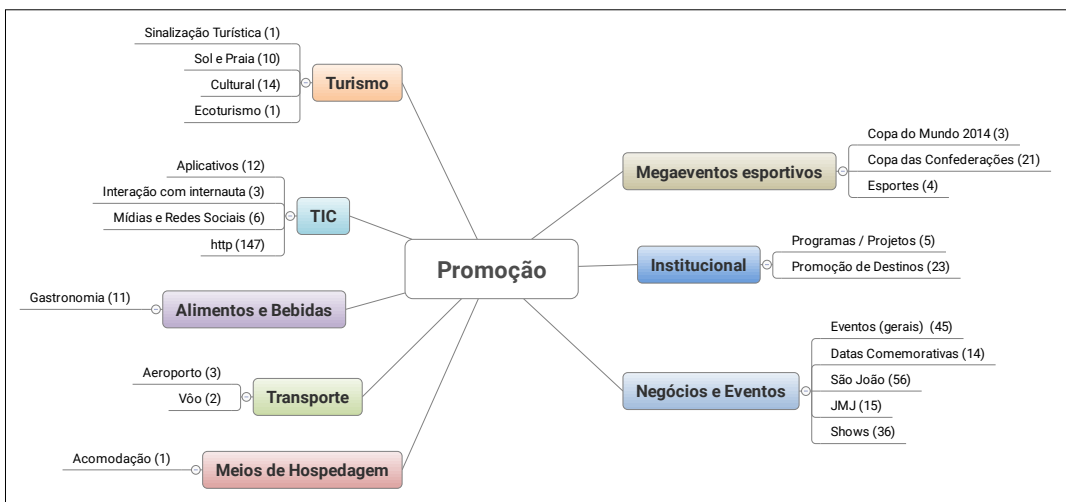 Promoção
Turismo
Sinalização Turística (1)
Sol e Praia (10)
Cultural (14)
Ecoturismo (1)
TIC
Aplicativos (12)
Interação com internauta (3)
Mídias e Redes Sociais (6)
http (147)
Alimentos e Bebidas
Gastronomia (11)
Transporte
Aeroporto (3)
Vôo (2)
Meios de Hospedagem
Acomodação (1)
Megaeventos esportivos
Copa do Mundo 2014 (3)
Copa das Confederações (21)
Esportes (4)
Institucional
Programas / Projetos (5)
Promoção de Destinos (23)
Negócios e Eventos
Eventos (gerais) (45)
Datas Comemorativas (14)
São João (56)
JMJ (15)
Shows (36)